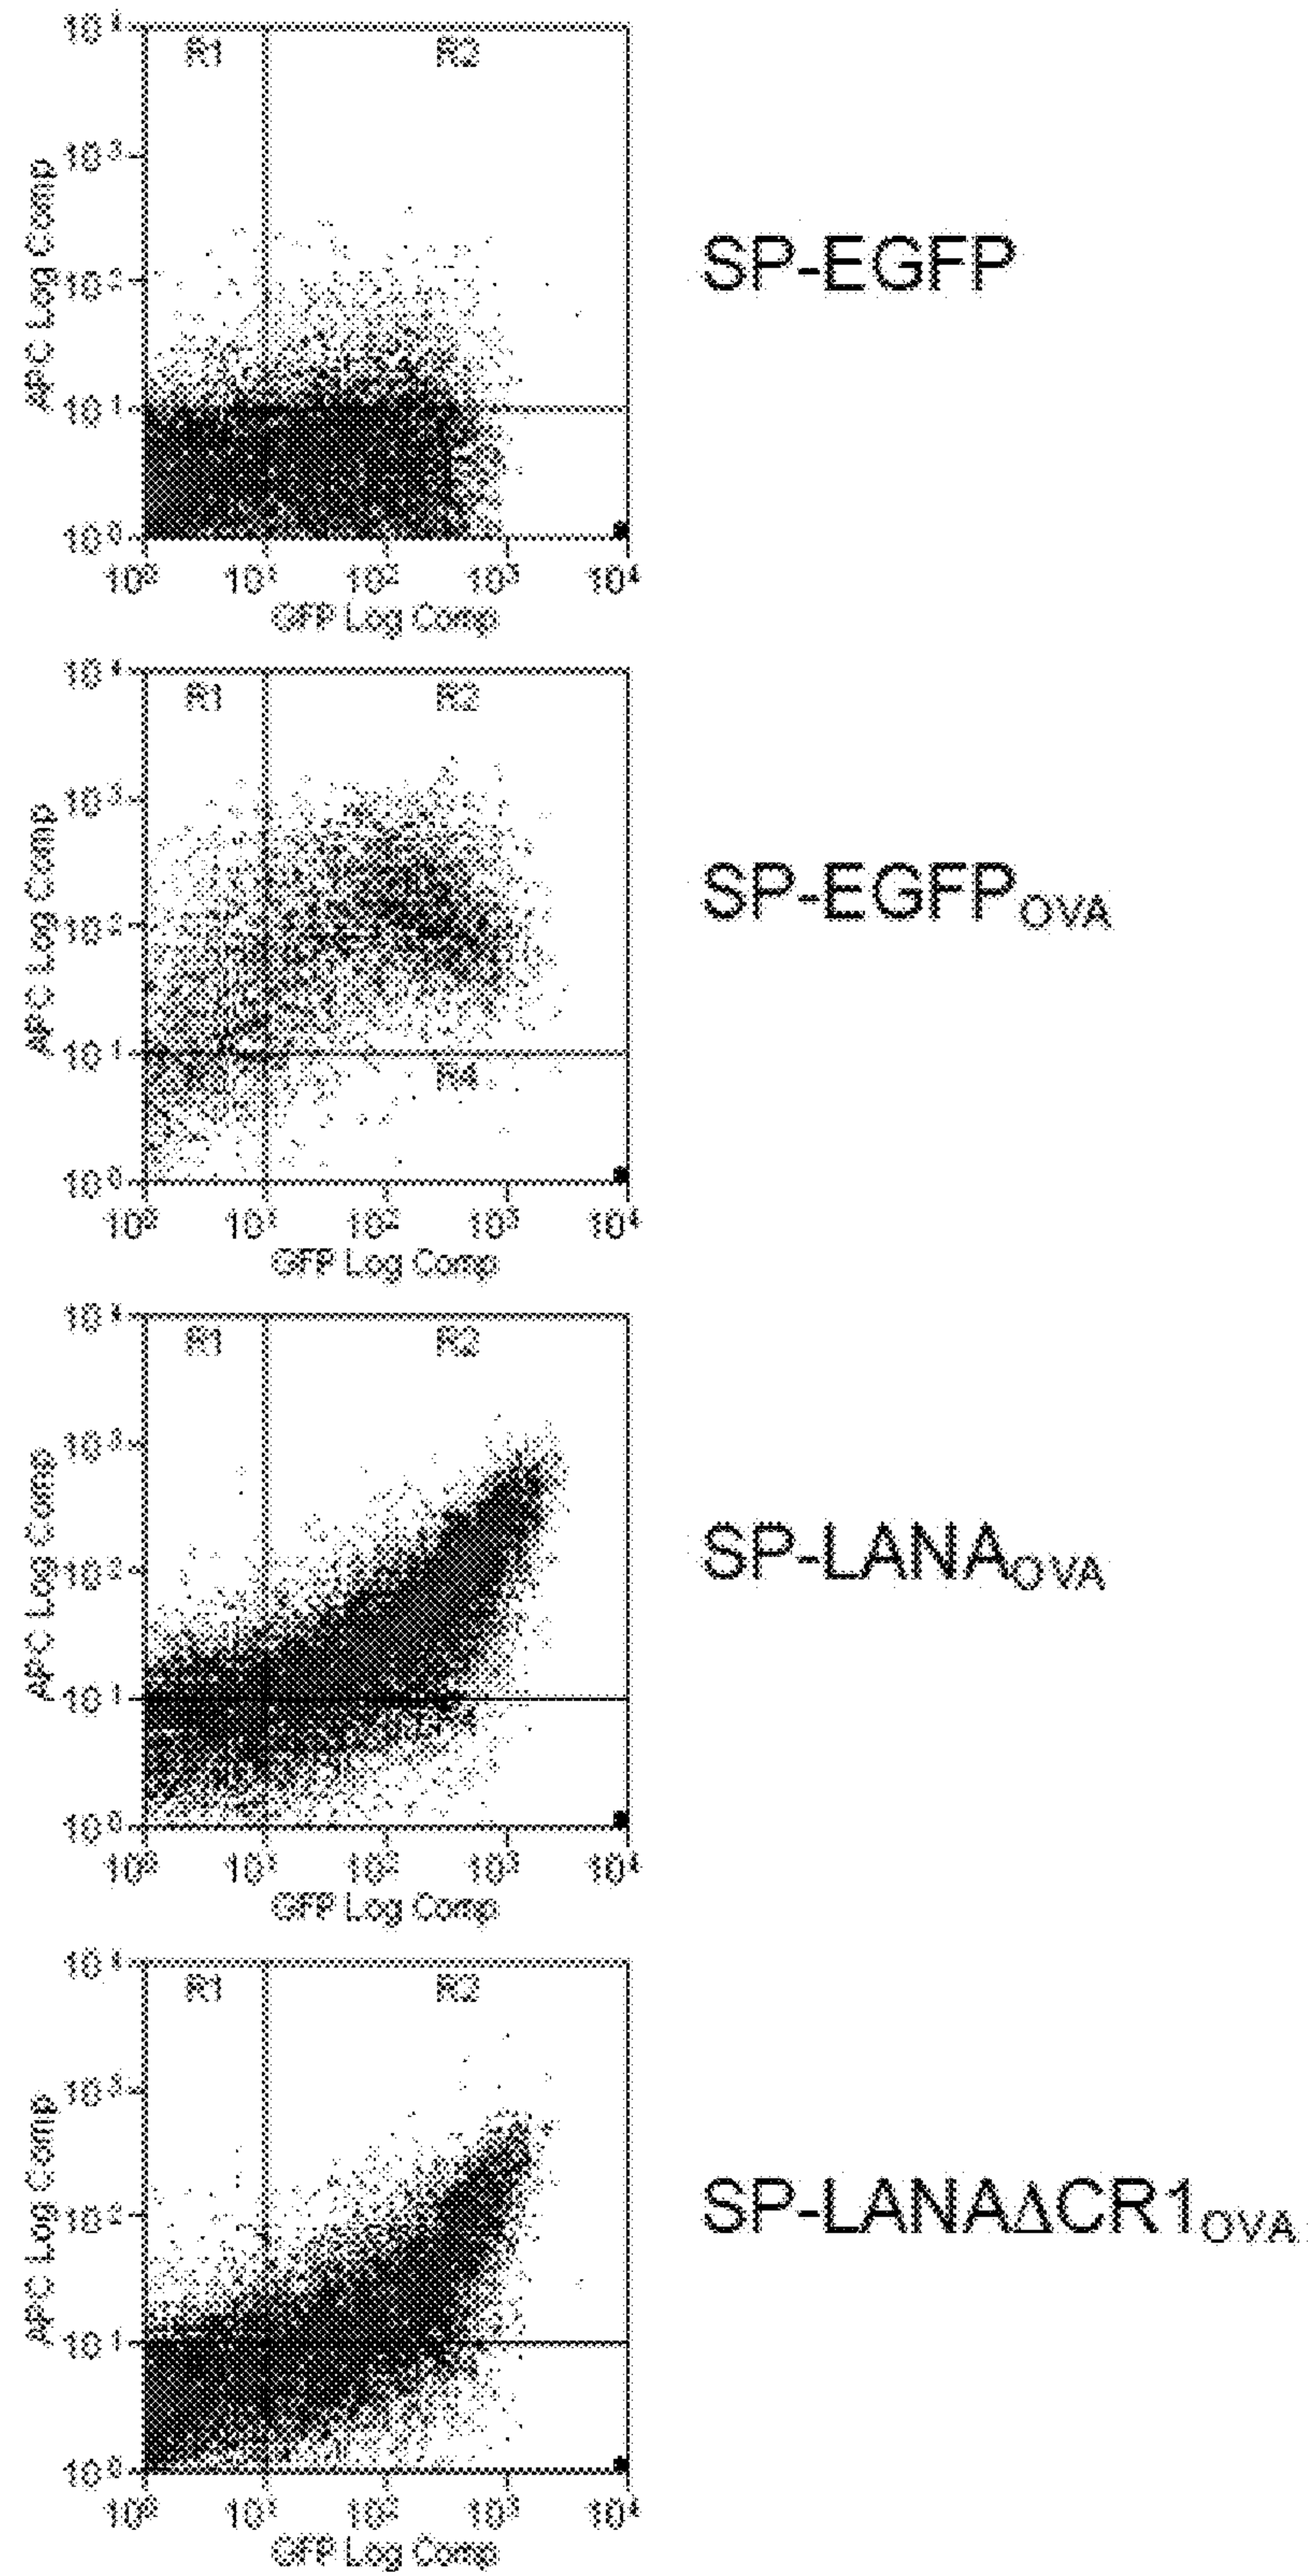 10⁴
R1 R2
10³
10²
10¹
10⁰
APC Log Comp
10⁰ 10¹ 10² 10³ 10⁴
GFP Log Comp
SP-EGFP
10⁴
R1 R2
10³
10²
10¹
R4
10⁰
APC Log Comp
10⁰ 10¹ 10² 10³ 10⁴
GFP Log Comp
SP-EGFP_OVA
10⁴
R1 R2
10³
10²
10¹
10⁰
APC Log Comp
10⁰ 10¹ 10² 10³ 10⁴
GFP Log Comp
SP-LANA_OVA
10⁴
R1 R2
10³
10²
10¹
10⁰
APC Log Comp
10⁰ 10¹ 10² 10³ 10⁴
GFP Log Comp
SP-LANAΔCR1_OVA